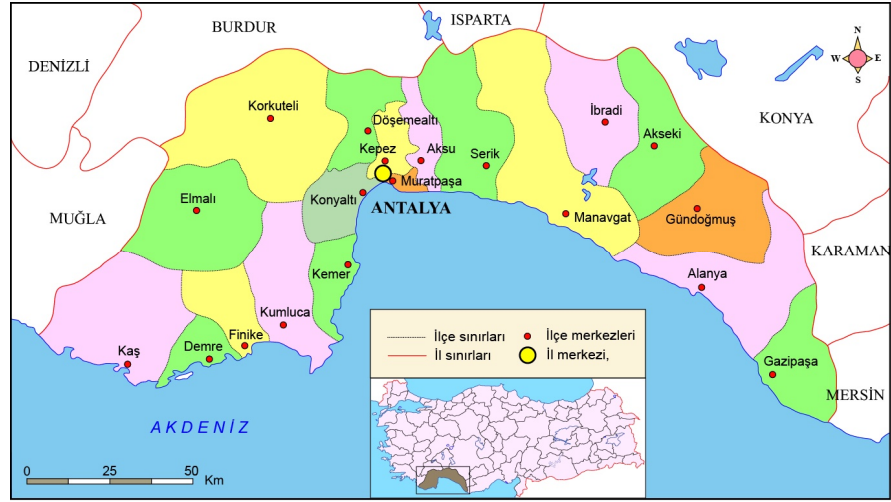 BURDUR
ISPARTA
DENİZLİ
N
W
E
S
KONYA
Korkuteli
Döşemealtı
İbradi
Akseki
Kepez
Aksu
Serik
Muratpaşa
Elmalı
Konyaltı
ANTALYA
Manavgat
Gündoğmuş
MUĞLA
KARAMAN
Kemer
Alanya
Kumluca
Finike
Demre
Kaş
Gazipaşa
MERSİN
İlçe sınırları
İlçe merkezleri
İl sınırları
İl merkezi,
AKDENİZ
0
25
50
Km